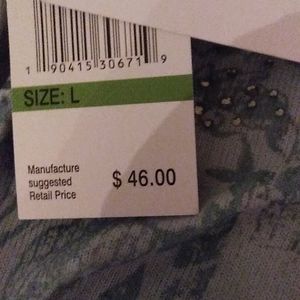 1 90415 30671 9
SIZE: L
Manufacture
suggested
Retail Price
$ 46.00